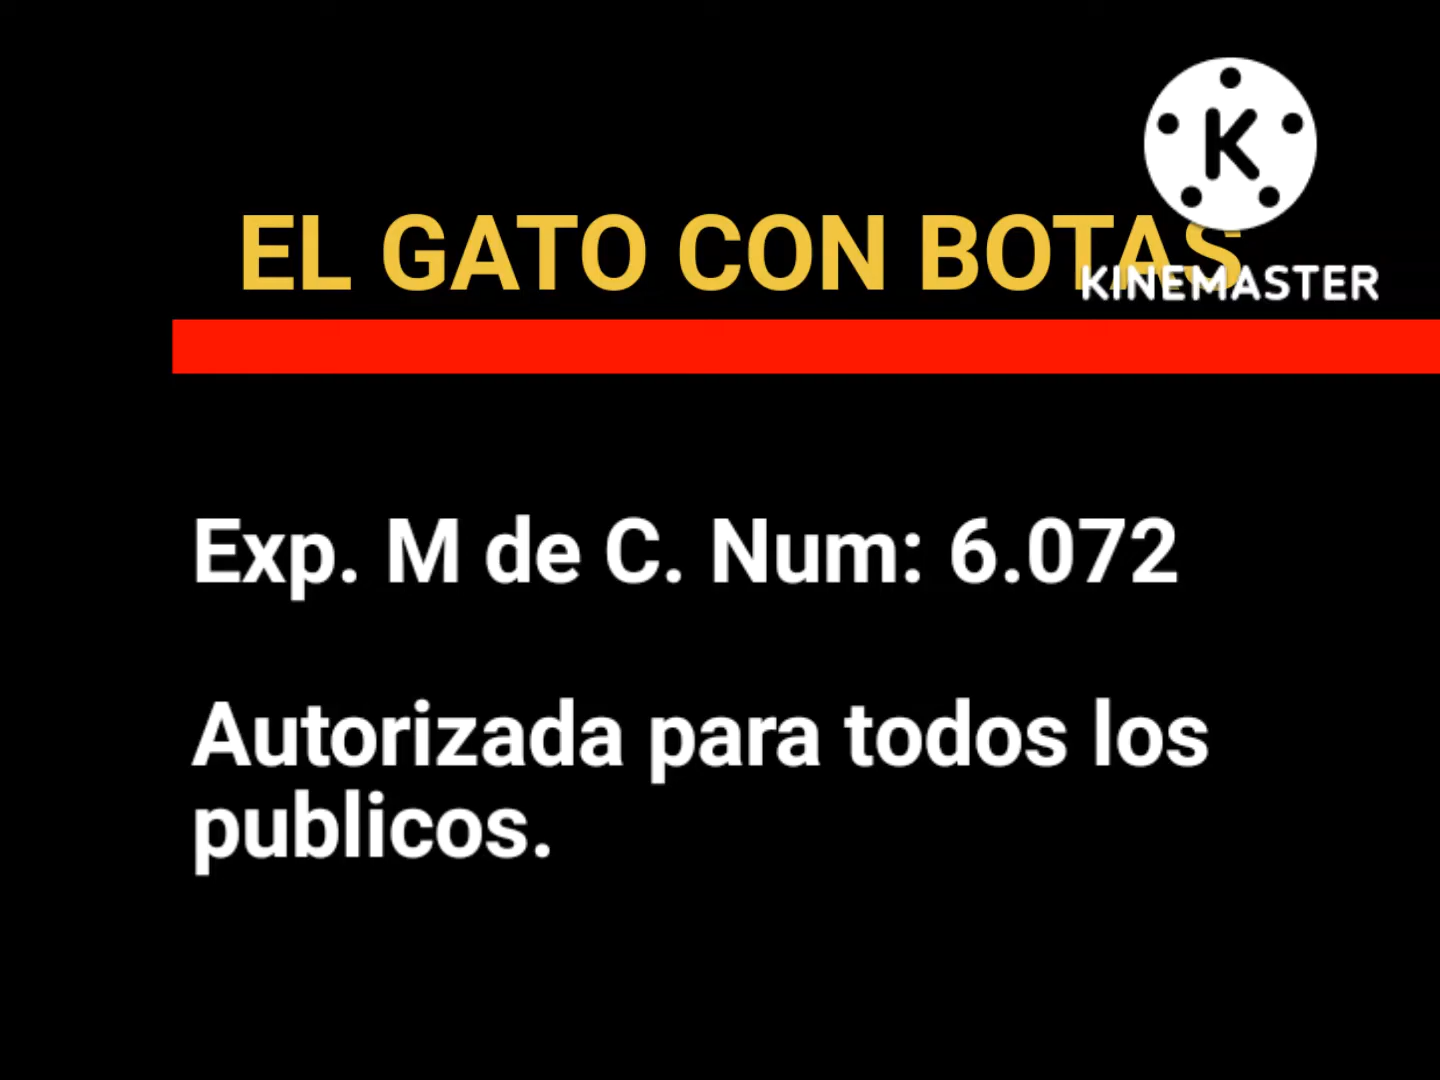 K
KINEMASTER
EL GATO CON BOTAS
Exp. M de C. Num: 6.072
Autorizada para todos los
publicos.